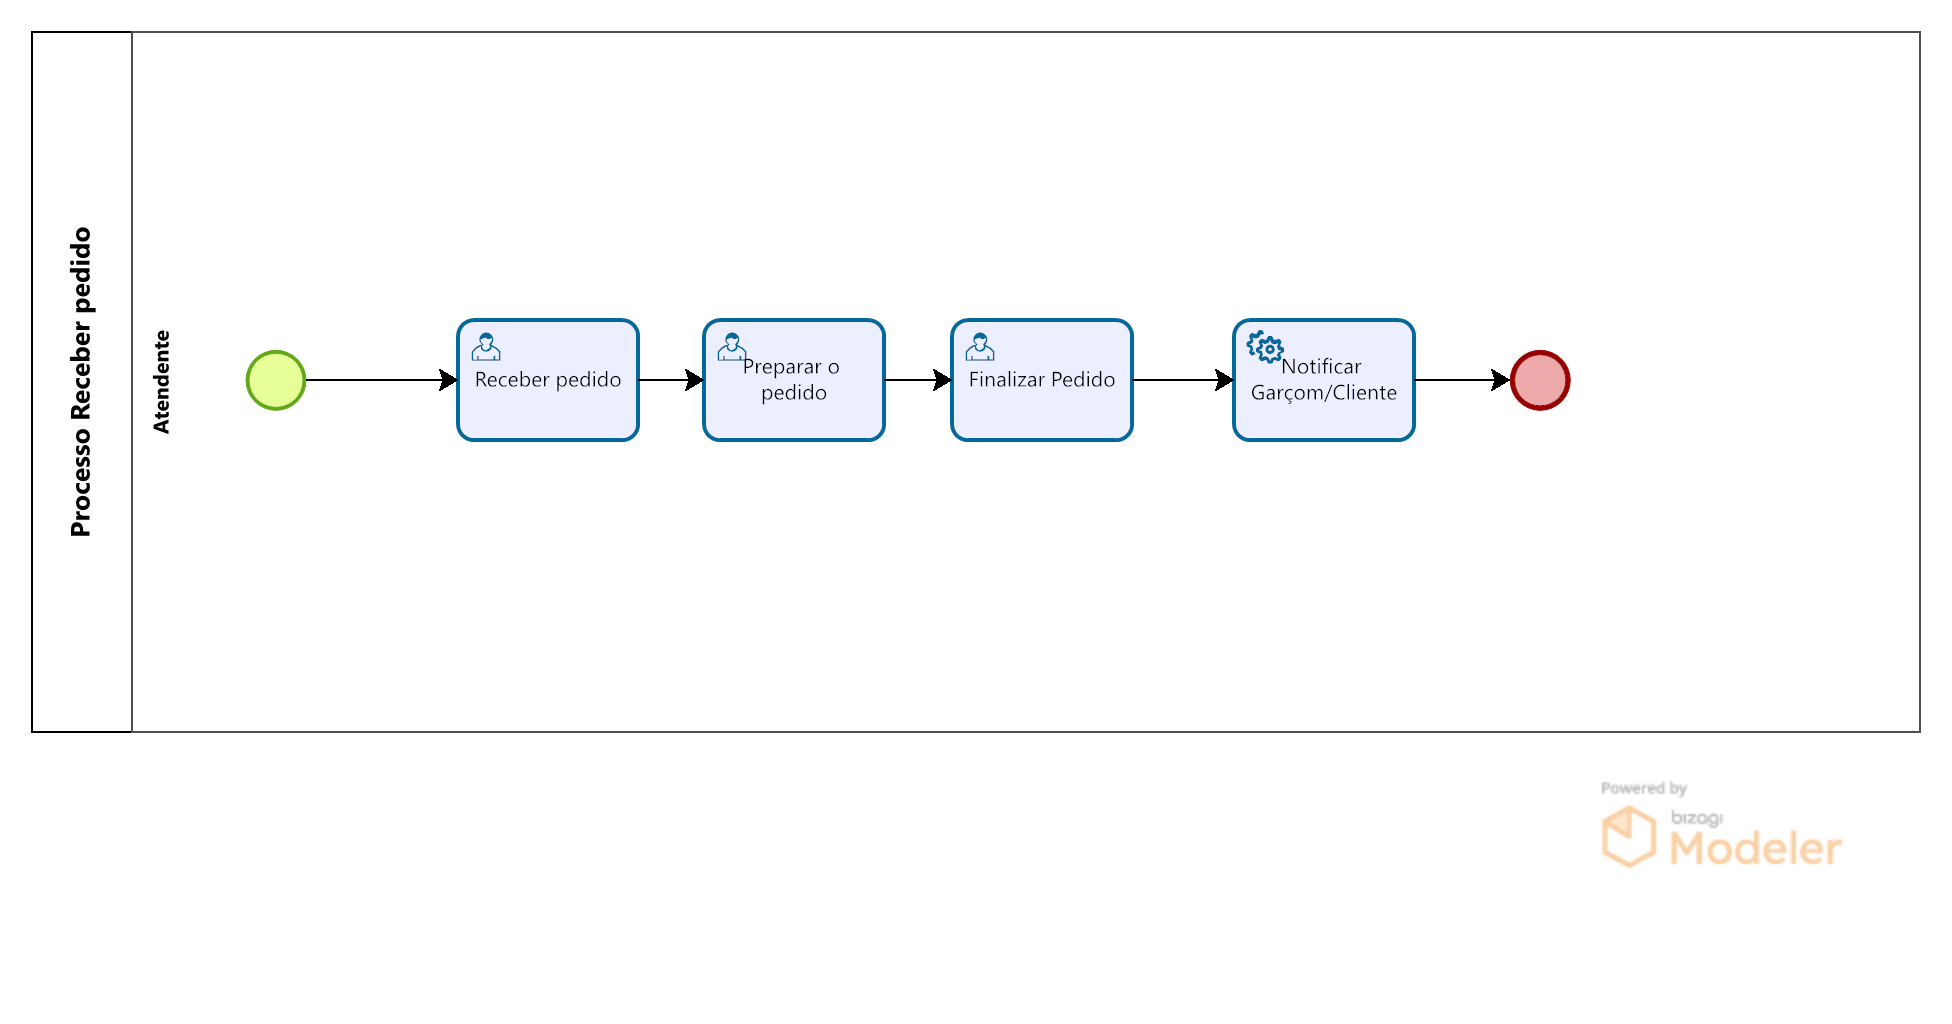 Processo Receber pedido
Atendente
Receber pedido
Preparar o
pedido
Finalizar Pedido
Notificar
Garçom/Cliente
Powered by
bizagi
Modeler